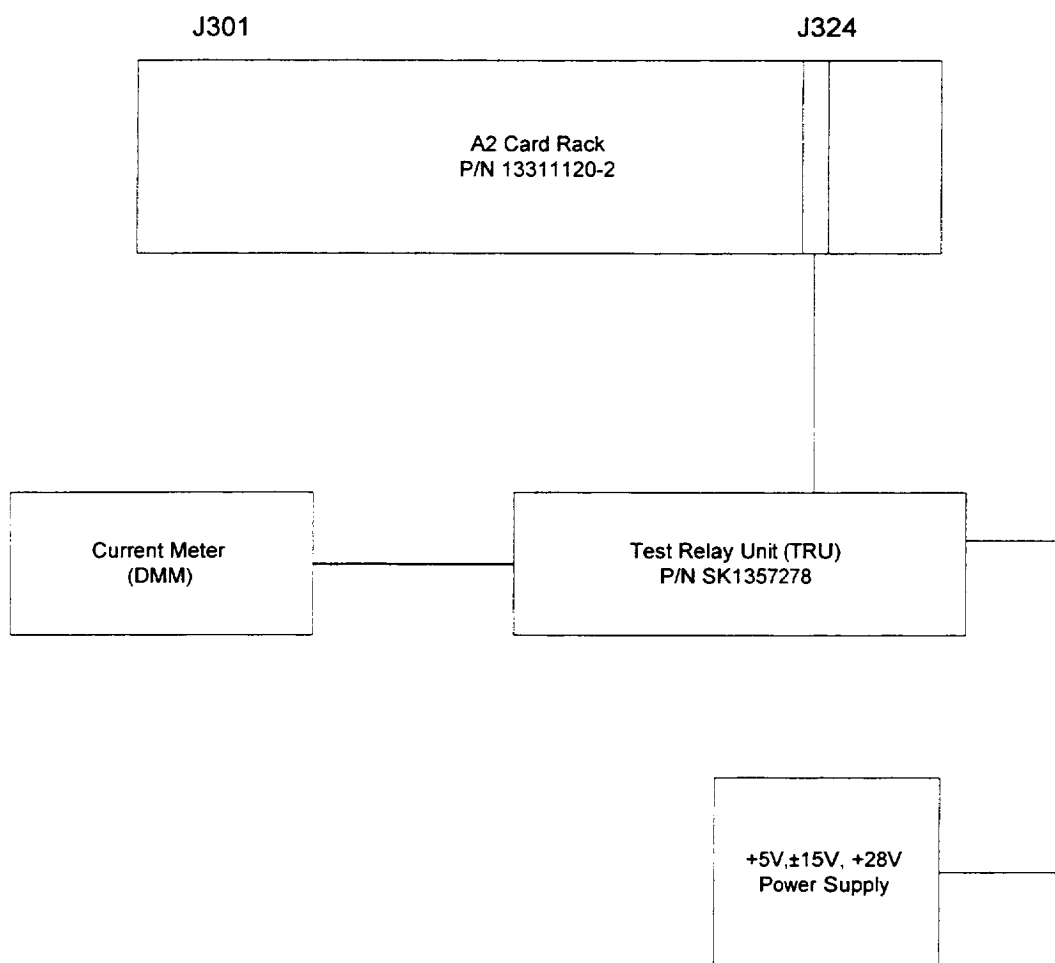 J301
J324
A2 Card Rack
P/N 13311120-2
Current Meter
(DMM)
Test Relay Unit (TRU)
P/N SK1357278
+5V,±15V, +28V
Power Supply